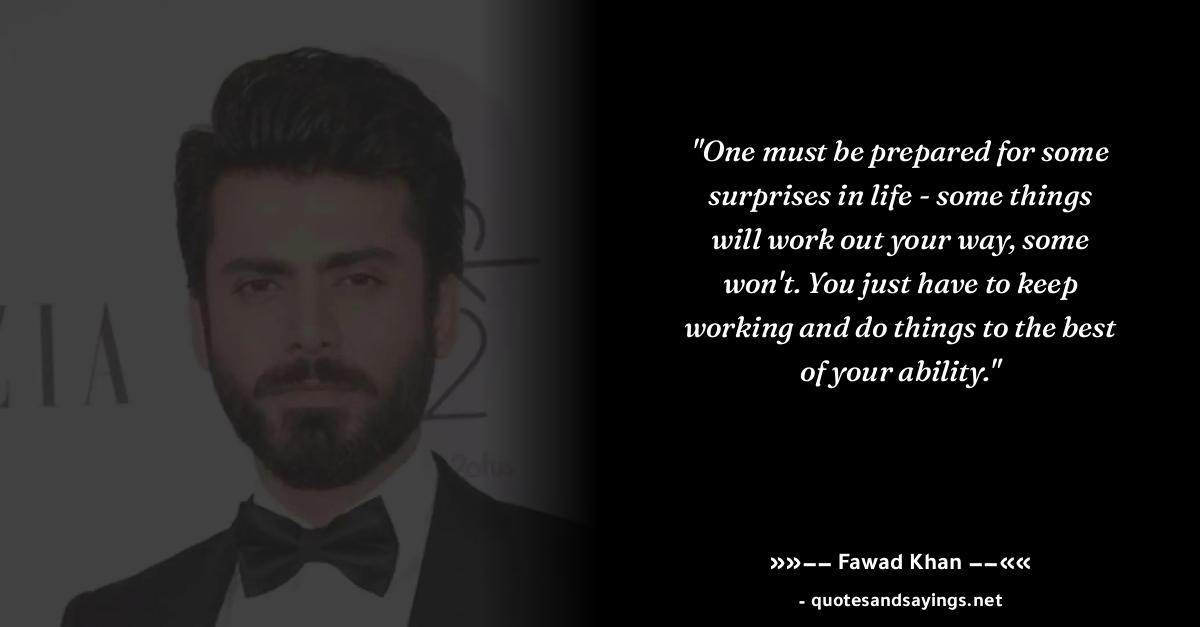 "One must be prepared for some
surprises in life - some things
will work out your way, some
won't. You just have to keep
working and do things to the best
of your ability."
»»−− Fawad Khan −−««
- quotesandsayings.net
ZIA